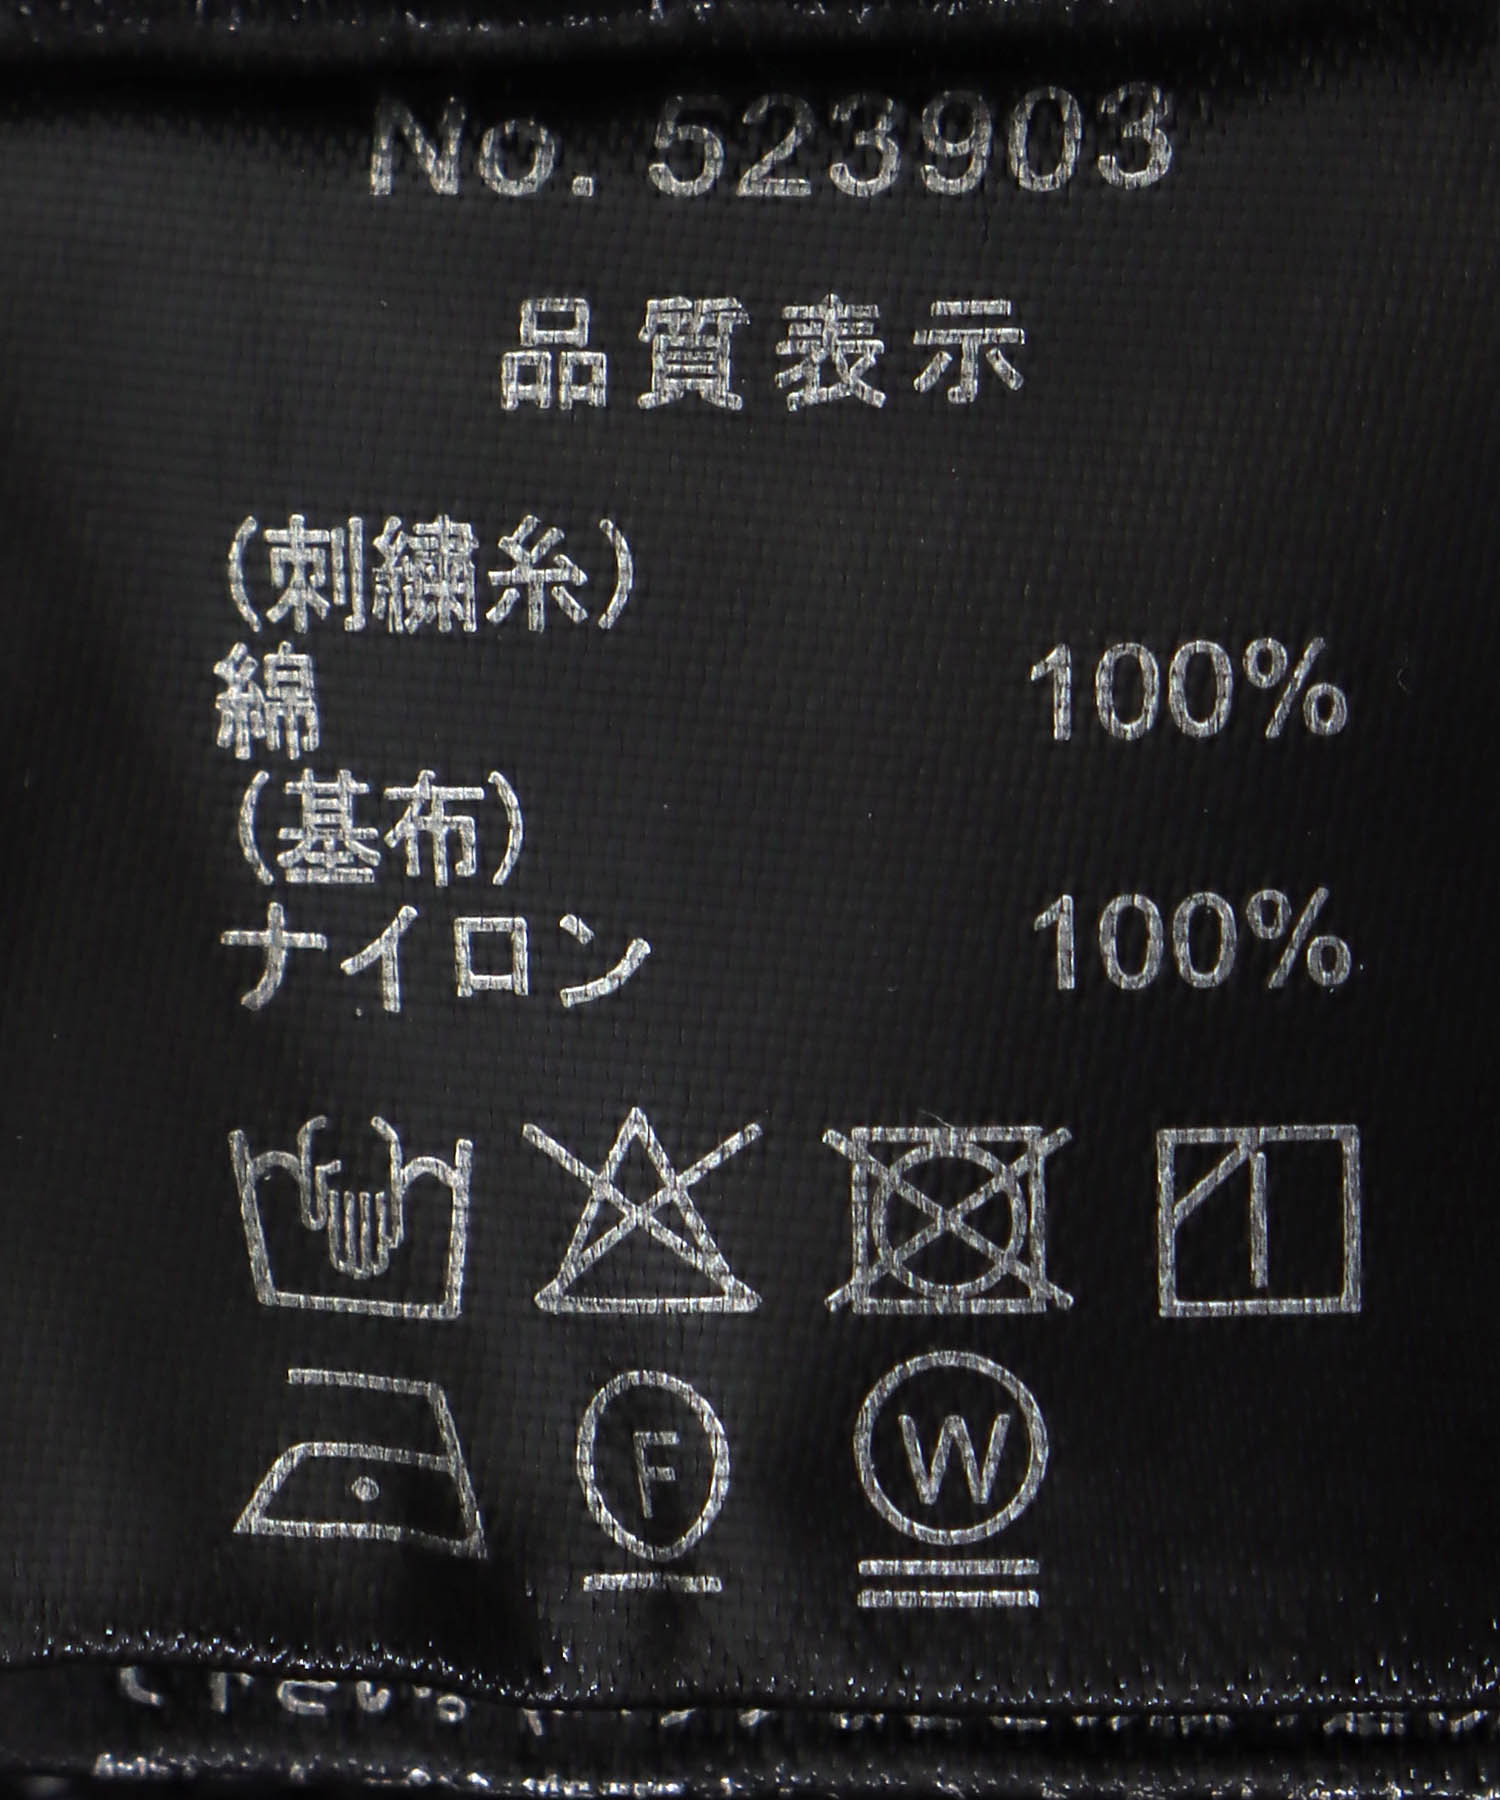 No. 523903
品質表示
(刺繍糸)
綿 100%
(基布)
ナイロン 100%
F W